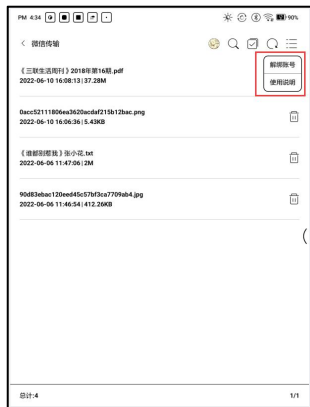 PM 4:34
90%
微信传输
《三联生活周刊》2018年第16期.pdf
2022-06-10 16:08:13|37.28M
解绑账号
使用说明
0acc52111806ea3620acdaf215b12bac.png
2022-06-10 16:06:36|5.43KB
《谁都别惹我》张小花.txt
2022-06-06 11:47:06|2M
90d83ebac120eed45c57bf3ca7709ab4.jpg
2022-06-06 11:46:54|412.26KB
总计:4
1/1